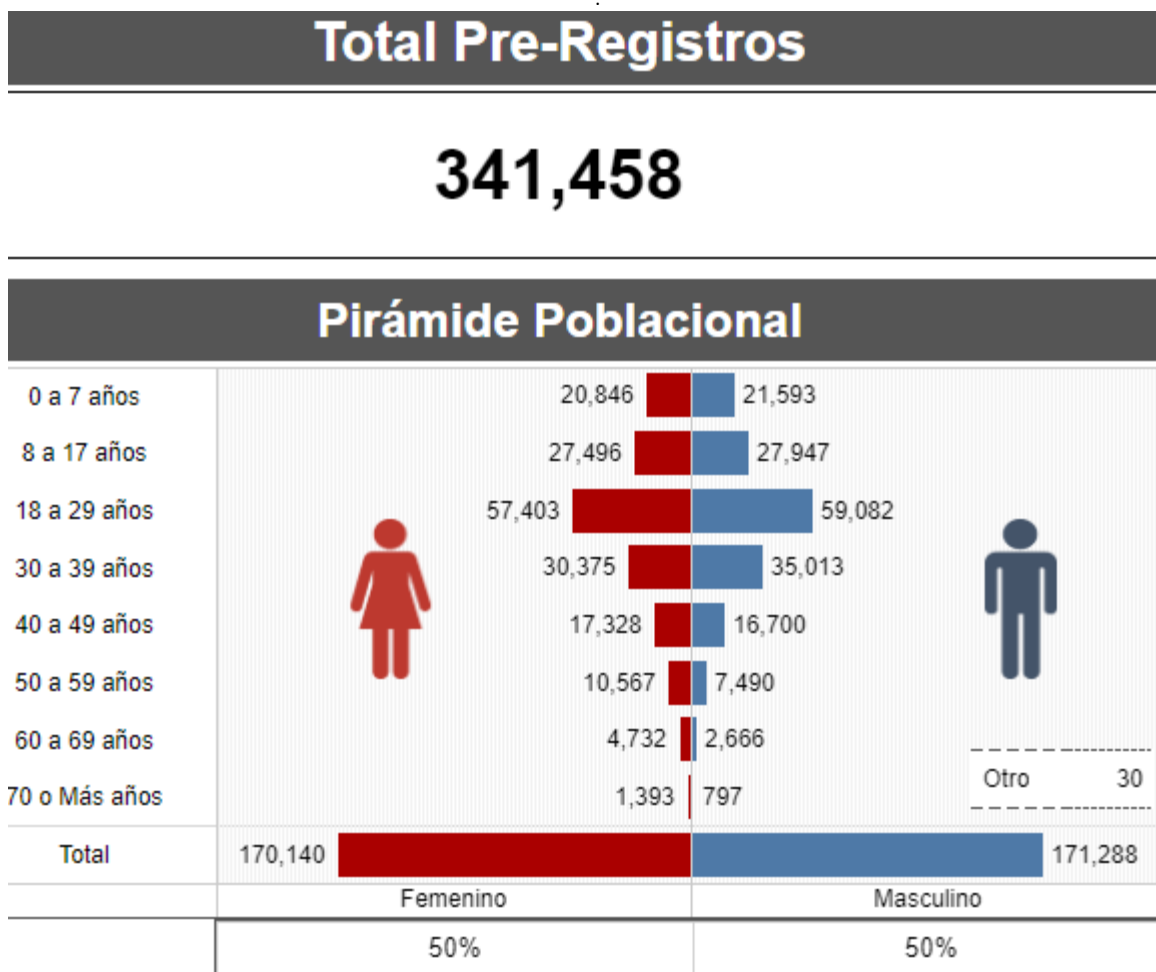 Total Pre-Registros
341,458
Pirámide Poblacional
0 a 7 años 20,846 21,593
8 a 17 años 27,496 27,947
18 a 29 años 57,403 59,082
30 a 39 años 30,375 35,013
40 a 49 años 17,328 16,700
50 a 59 años 10,567 7,490
60 a 69 años 4,732 2,666
Otro 30
70 o Más años 1,393 797
Total 170,140 171,288
Femenino Masculino
50% 50%